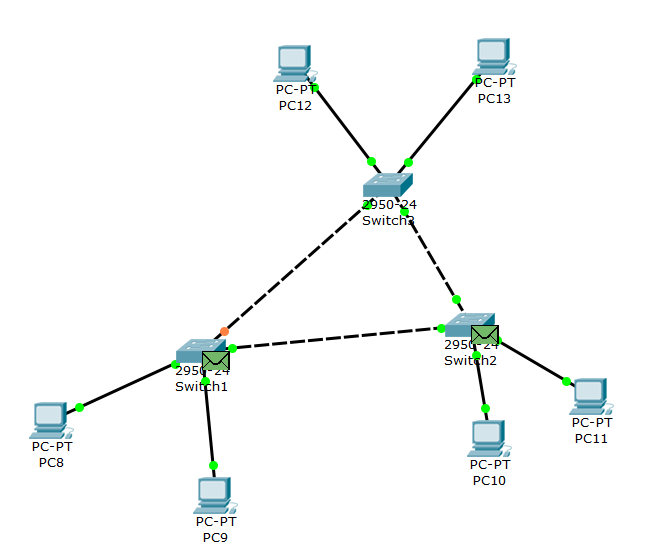 PC-PT
PC12
PC-PT
PC13
2950-24
Switch3
2950-24
Switch2
2950-24
Switch1
PC-PT
PC11
PC-PT
PC8
PC-PT
PC10
PC-PT
PC9